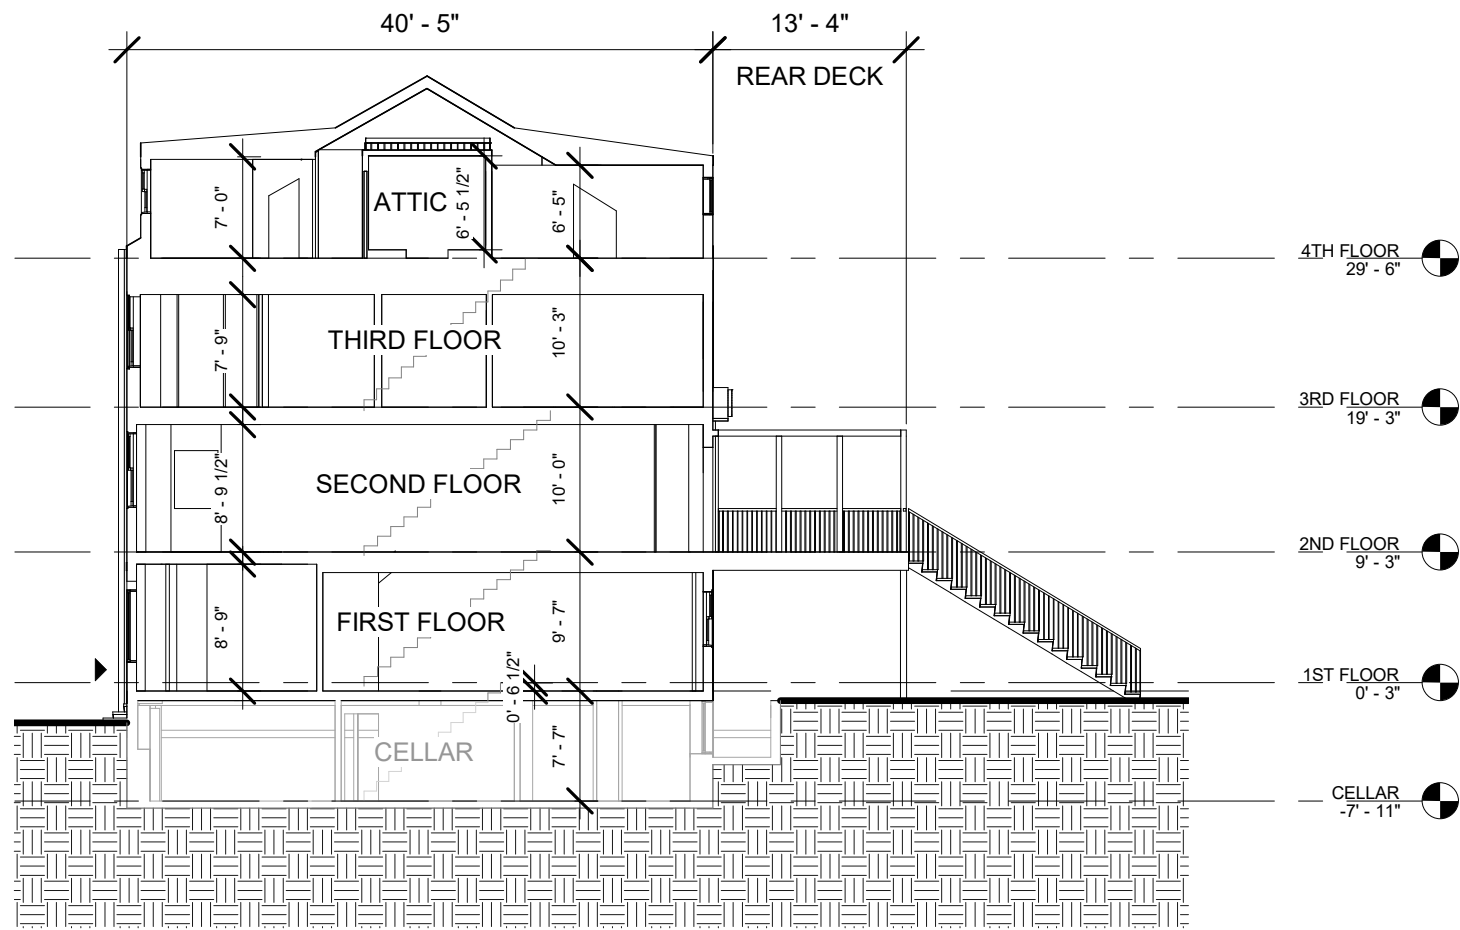 40' - 5"
13' - 4"
REAR DECK
7' - 0"
ATTIC
6' - 5 1/2"
6' - 5"
4TH FLOOR
29' - 6"
7' - 9"
THIRD FLOOR
10' - 3"
3RD FLOOR
19' - 3"
8' - 9 1/2"
SECOND FLOOR
10' - 0"
2ND FLOOR
9' - 3"
8' - 9"
FIRST FLOOR
9' - 7"
0' - 6 1/2"
1ST FLOOR
0' - 3"
CELLAR
7' - 7"
CELLAR
-7' - 11"